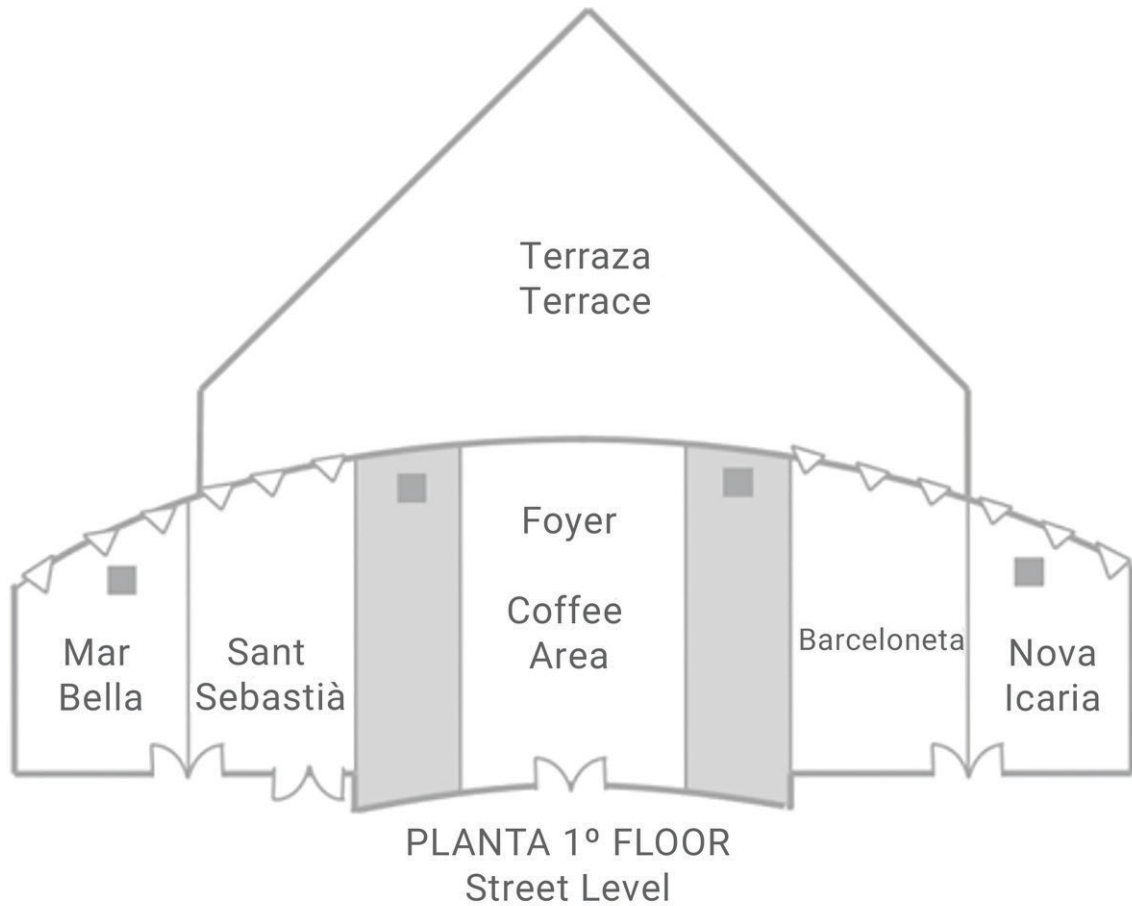 Terraza
Terrace
Foyer
Coffee
Area
Mar
Bella
Sant
Sebastià
Barceloneta
Nova
Icaria
PLANTA 1º FLOOR
Street Level